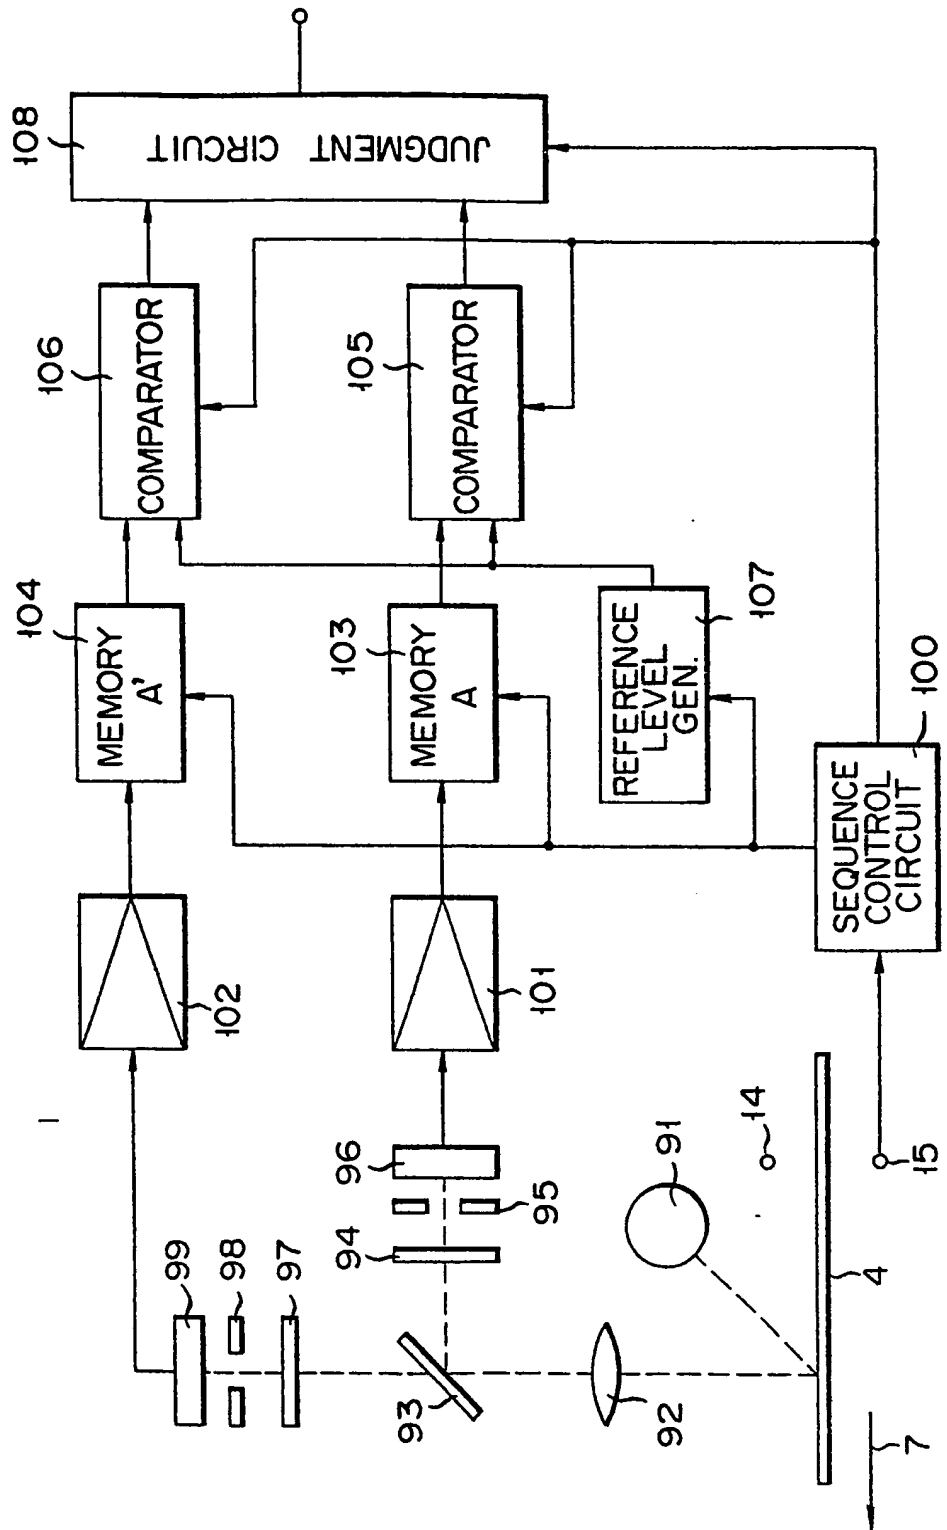 108
JUDGMENT CIRCUIT
106
COMPARATOR
105
COMPARATOR
104
MEMORY
A'
103
MEMORY
A
107
REFERENCE
LEVEL
GEN.
100
SEQUENCE
CONTROL
CIRCUIT
102
101
99
98
97
96
95
94
93
92
91
14
15
4
7